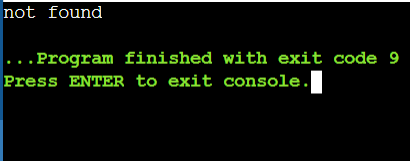 not found
...Program finished with exit code 9
Press ENTER to exit console.